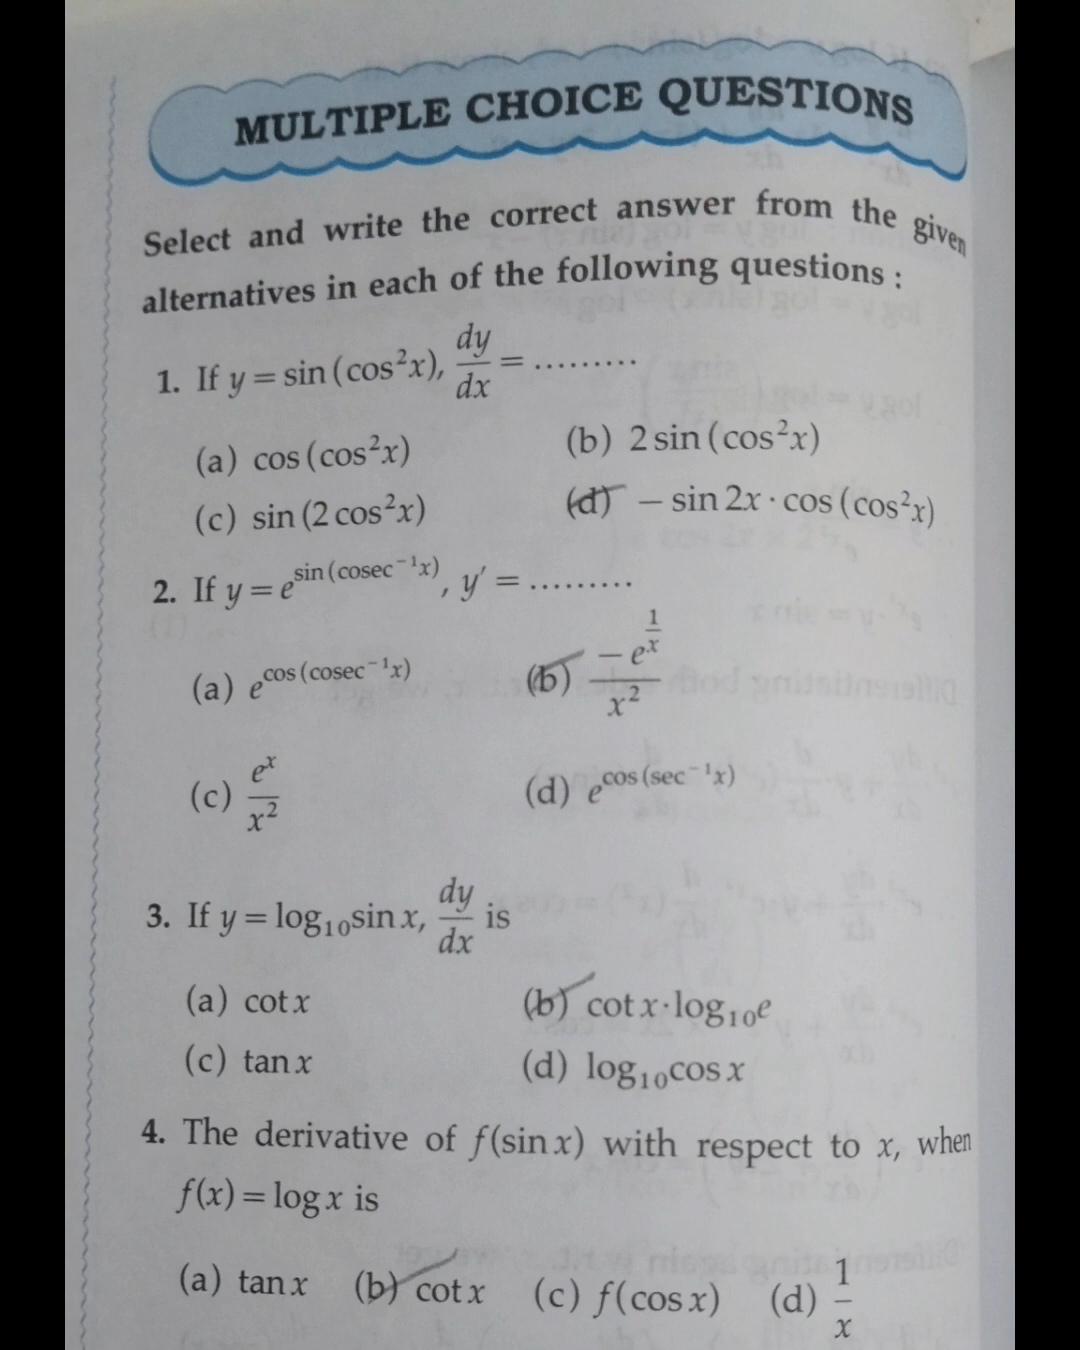 MULTIPLE CHOICE QUESTIONS
Select and write the correct answer from the given
alternatives in each of the following questions :
1. If y = sin (cos²x), dy/dx = .........
(a) cos (cos²x) (b) 2 sin (cos²x)
(c) sin (2 cos²x) (d) − sin 2x · cos (cos²x)
2. If y = e^sin (cosec⁻¹x), y′ = .........
(a) e^cos (cosec⁻¹x) (b) −e^(1/x)/x²
(c) e^x/x² (d) e^cos (sec⁻¹x)
3. If y = log₁₀sin x, dy/dx is
(a) cot x (b) cot x·log₁₀e
(c) tan x (d) log₁₀cos x
4. The derivative of f(sin x) with respect to x, when
f(x) = log x is
(a) tan x (b) cot x (c) f(cos x) (d) 1/x